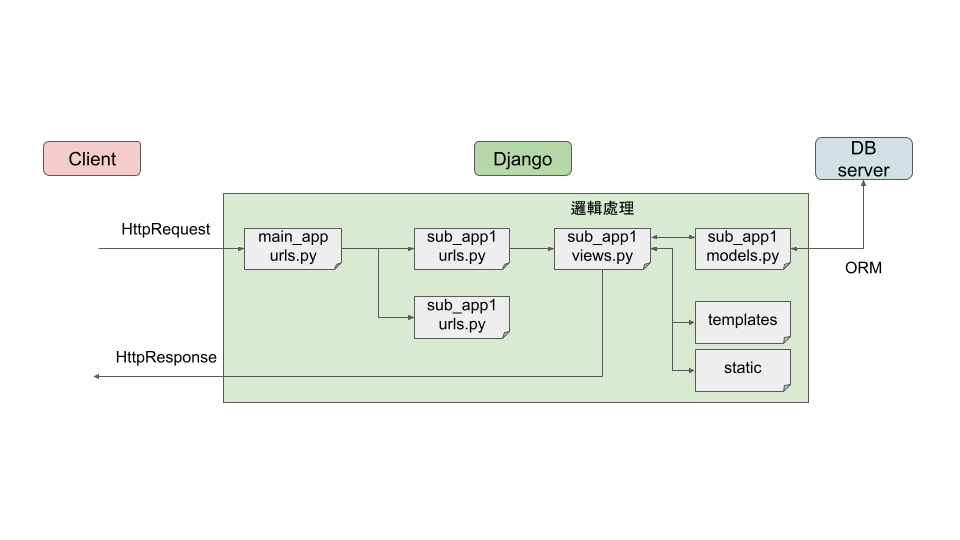 Client
Django
DB
server
邏輯處理
HttpRequest
main_app
urls.py
sub_app1
urls.py
sub_app1
views.py
sub_app1
models.py
ORM
sub_app1
urls.py
templates
HttpResponse
static